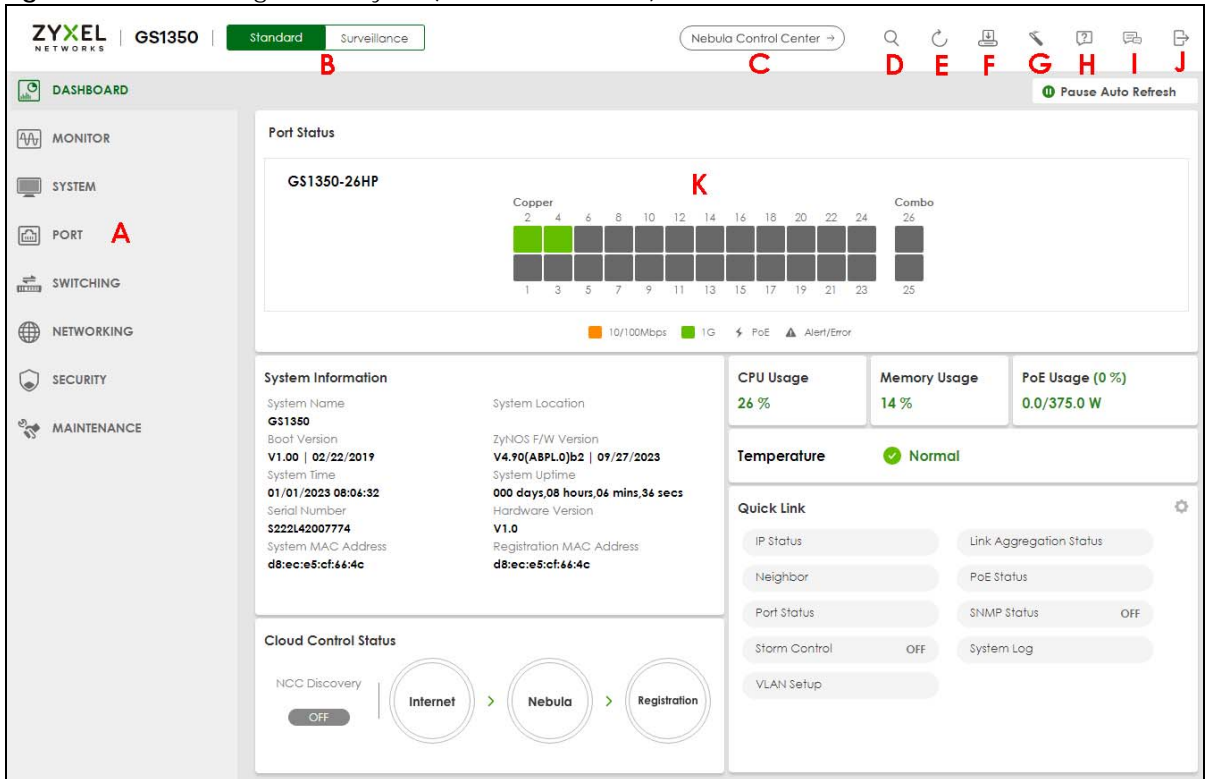 ZYXEL NETWORKS | GS1350 | Standard Surveillance Nebula Control Center →
B C D E F G H I J
DASHBOARD
Pause Auto Refresh
MONITOR
SYSTEM
PORT A
SWITCHING
NETWORKING
SECURITY
MAINTENANCE
Port Status
GS1350-26HP K
Copper Combo
2 4 6 8 10 12 14 16 18 20 22 24 26
1 3 5 7 9 11 13 15 17 19 21 23 25
10/100Mbps 1G PoE Alert/Error
System Information
System Name System Location
GS1350
Boot Version ZyNOS F/W Version
V1.00 | 02/22/2019 V4.90(ABPL.0)b2 | 09/27/2023
System Time System Uptime
01/01/2023 08:06:32 000 days,08 hours,06 mins,36 secs
Serial Number Hardware Version
S222L42007774 V1.0
System MAC Address Registration MAC Address
d8:ec:e5:cf:66:4c d8:ec:e5:cf:66:4c
CPU Usage Memory Usage PoE Usage (0 %)
26 % 14 % 0.0/375.0 W
Temperature Normal
Quick Link
IP Status Link Aggregation Status
Neighbor PoE Status
Port Status SNMP Status OFF
Storm Control OFF System Log
VLAN Setup
Cloud Control Status
NCC Discovery
OFF
Internet > Nebula > Registration